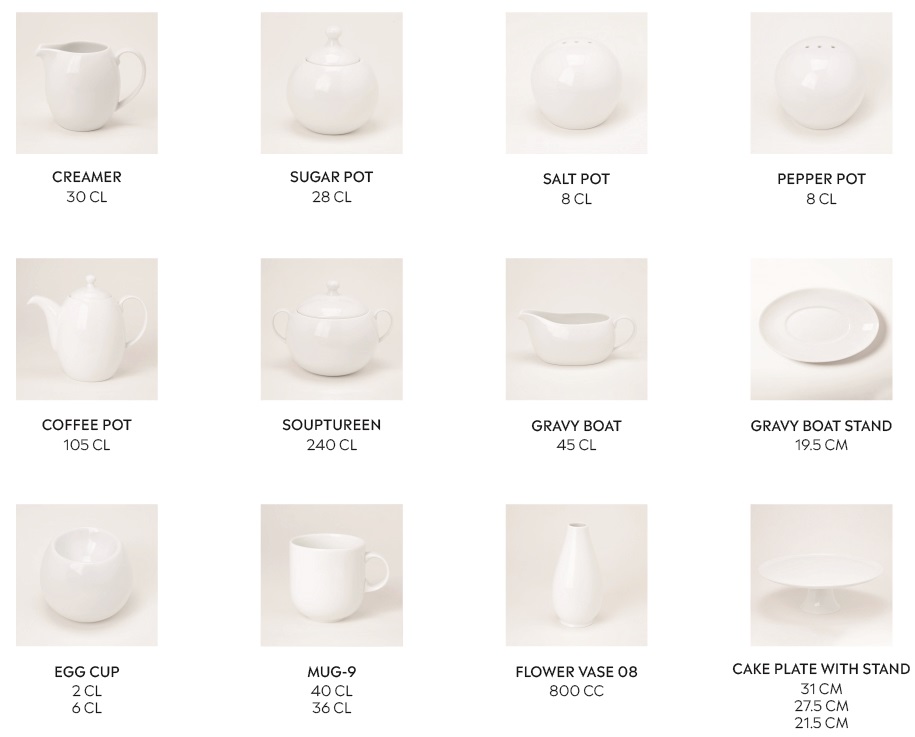 CREAMER
30 CL
SUGAR POT
28 CL
SALT POT
8 CL
PEPPER POT
8 CL
COFFEE POT
105 CL
SOUPTUREEN
240 CL
GRAVY BOAT
45 CL
GRAVY BOAT STAND
19.5 CM
EGG CUP
2 CL
6 CL
MUG-9
40 CL
36 CL
FLOWER VASE 08
800 CC
CAKE PLATE WITH STAND
31 CM
27.5 CM
21.5 CM